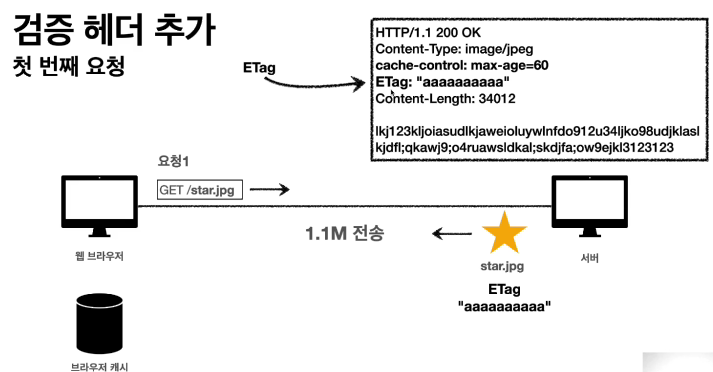 검증 헤더 추가
첫 번째 요청
ETag
HTTP/1.1 200 OK
Content-Type: image/jpeg
cache-control: max-age=60
ETag: "aaaaaaaaaa"
Content-Length: 34012
lkj123kljoiasudlkjaweioluywlnfdo912u34ljko98udjklasl
kjdfl;qkawj9;o4ruawsldkal;skdjfa;ow9ejkl3123123
요청1
GET /star.jpg
1.1M 전송
웹 브라우저
star.jpg
서버
ETag
"aaaaaaaaaa"
브라우저 캐시